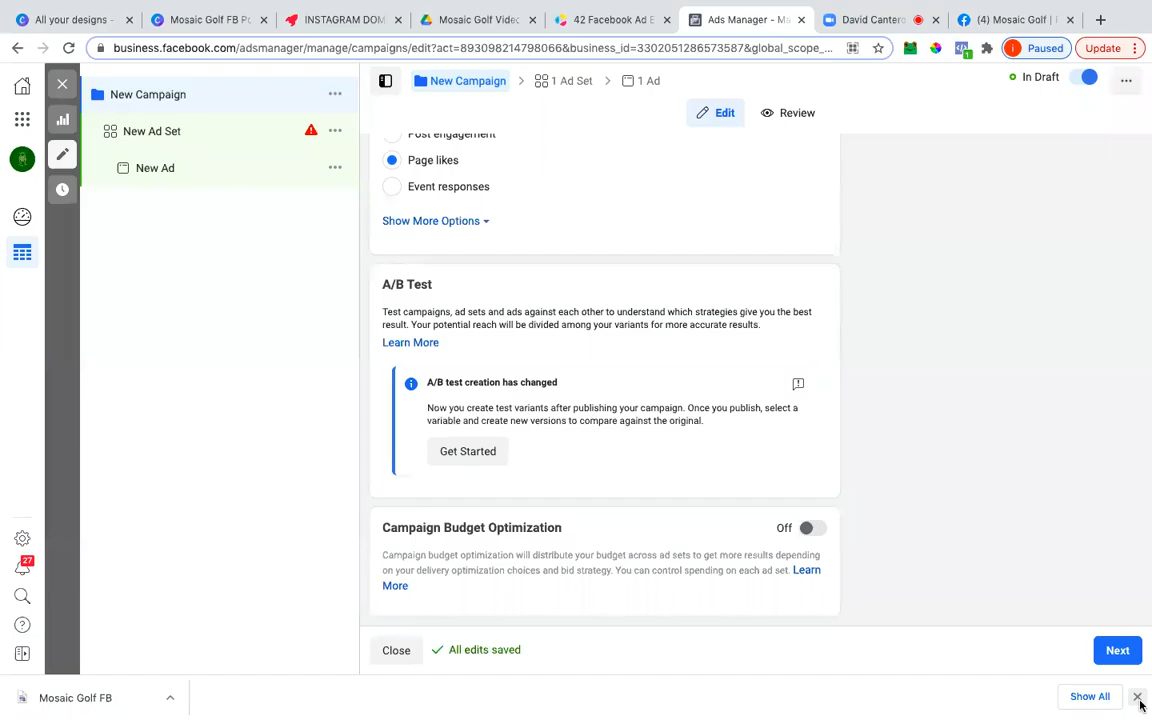 All your designs -
Mosaic Golf FB Po
INSTAGRAM DOM
Mosaic Golf Video
42 Facebook Ad E
Ads Manager - Ma
David Cantero
(4) Mosaic Golf |
business.facebook.com/adsmanager/manage/campaigns/edit?act=893098214798066&business_id=3302051286573587&global_scope_...
1
i Paused
Update
New Campaign
New Campaign > 1 Ad Set > 1 Ad
In Draft
Edit
Review
New Ad Set
New Ad
Post engagement
Page likes
Event responses
Show More Options
A/B Test
Test campaigns, ad sets and ads against each other to understand which strategies give you the best
result. Your potential reach will be divided among your variants for more accurate results.
Learn More
A/B test creation has changed
Now you create test variants after publishing your campaign. Once you publish, select a
variable and create new versions to compare against the original.
Get Started
Campaign Budget Optimization
Off
Campaign budget optimization will distribute your budget across ad sets to get more results depending
on your delivery optimization choices and bid strategy. You can control spending on each ad set. Learn
More
27
Close
All edits saved
Next
Mosaic Golf FB
Show All